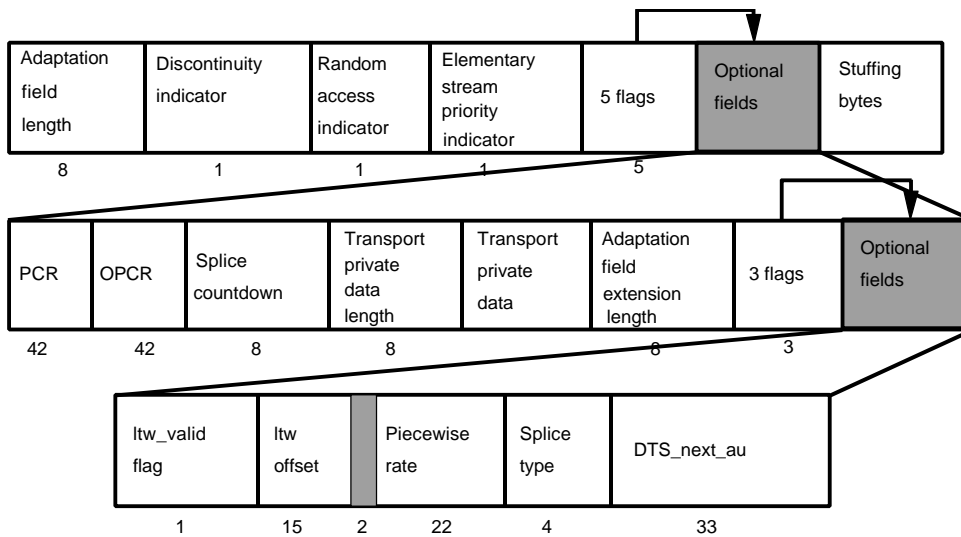 Adaptation
field
length
Discontinuity
indicator
Random
access
indicator
Elementary
stream
priority
indicator
5 flags
Optional
fields
Stuffing
bytes
8
1
1
1
5
PCR
OPCR
Splice
countdown
Transport
private
data
length
Transport
private
data
Adaptation
field
extension
length
3 flags
Optional
fields
42
42
8
8
8
3
ltw_valid
flag
ltw
offset
Piecewise
rate
Splice
type
DTS_next_au
1
15
2
22
4
33